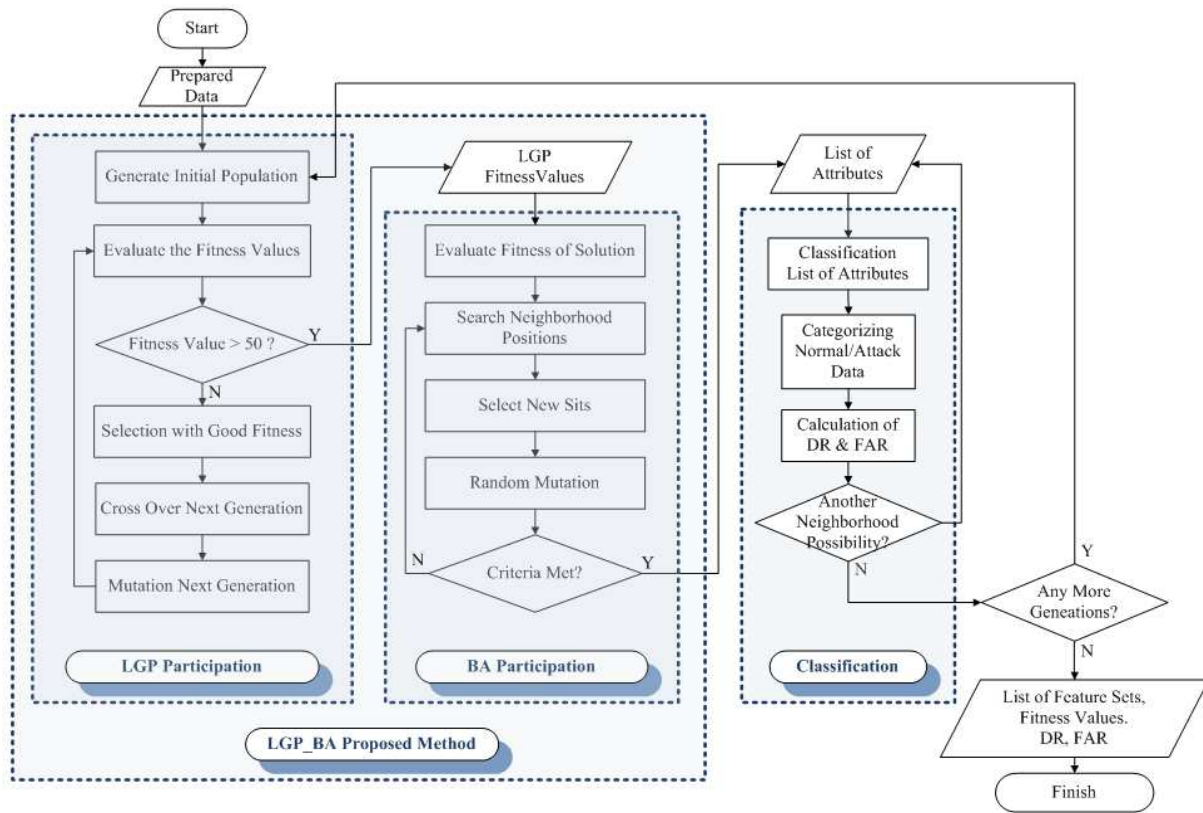 Start
Prepared
Data
Generate Initial Population
Evaluate the Fitness Values
Fitness Value > 50 ?
Y
N
Selection with Good Fitness
Cross Over Next Generation
Mutation Next Generation
LGP Participation
LGP
FitnessValues
Evaluate Fitness of Solution
Search Neighborhood
Positions
Select New Sits
Random Mutation
Criteria Met?
N
Y
BA Participation
LGP_BA Proposed Method
List of
Attributes
Classification
List of Attributes
Categorizing
Normal/Attack
Data
Calculation of
DR & FAR
Another
Neighborhood
Possibility?
N
Classification
Y
Any More
Geneations?
N
List of Feature Sets,
Fitness Values.
DR, FAR
Finish